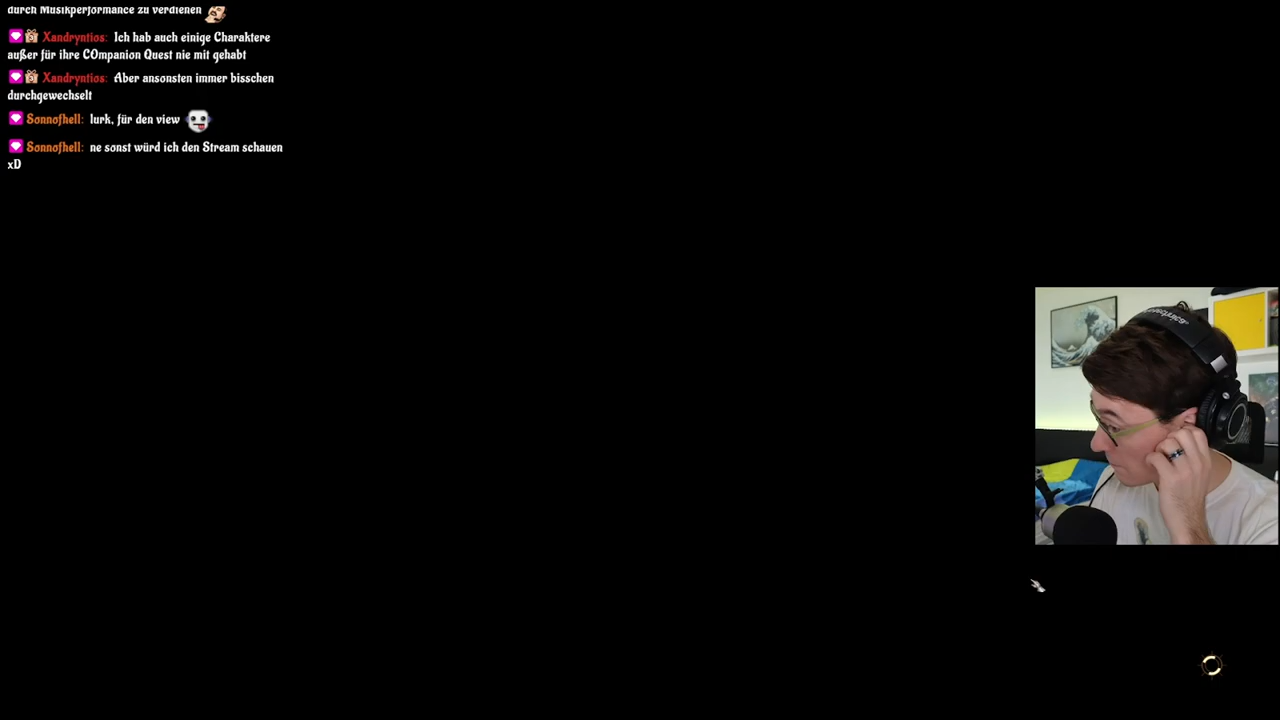 durch Musikperformance zu verdienen
Xandryntios: Ich hab auch einige Charaktere
außer für ihre COmpanion Quest nie mit gehabt
Xandryntios: Aber ansonsten immer bisschen
durchgewechselt
Sonnofhell: lurk, für den view
Sonnofhell: ne sonst würd ich den Stream schauen
xD